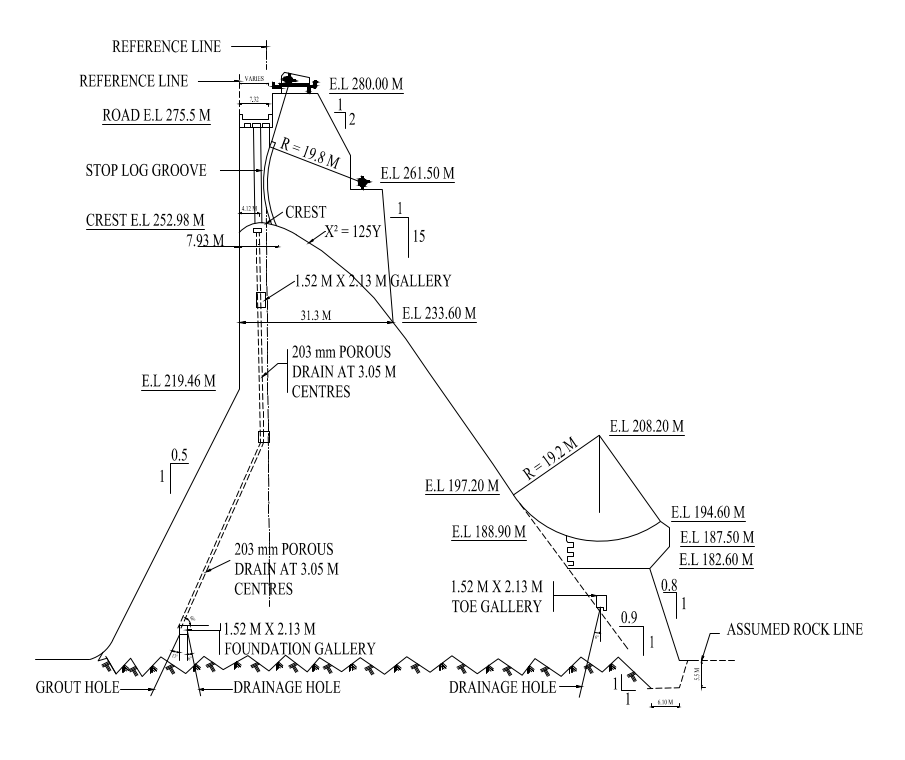 REFERENCE LINE
REFERENCE LINE
VARIES
E.L 280.00 M
7.32
1
2
ROAD E.L 275.5 M
R = 19.8 M
STOP LOG GROOVE
E.L 261.50 M
4.12 M
CREST
1
15
CREST E.L 252.98 M
X² = 125Y
7.93 M
1.52 M X 2.13 M GALLERY
31.3 M
E.L 233.60 M
203 mm POROUS
DRAIN AT 3.05 M
CENTRES
E.L 219.46 M
E.L 208.20 M
0.5
1
R = 19.2 M
E.L 197.20 M
E.L 194.60 M
E.L 188.90 M
E.L 187.50 M
E.L 182.60 M
203 mm POROUS
DRAIN AT 3.05 M
CENTRES
1.52 M X 2.13 M
TOE GALLERY
0.8
1
0.9
1
1.52 M X 2.13 M
FOUNDATION GALLERY
ASSUMED ROCK LINE
GROUT HOLE
DRAINAGE HOLE
DRAINAGE HOLE
1
1
5.5 M
6.10 M